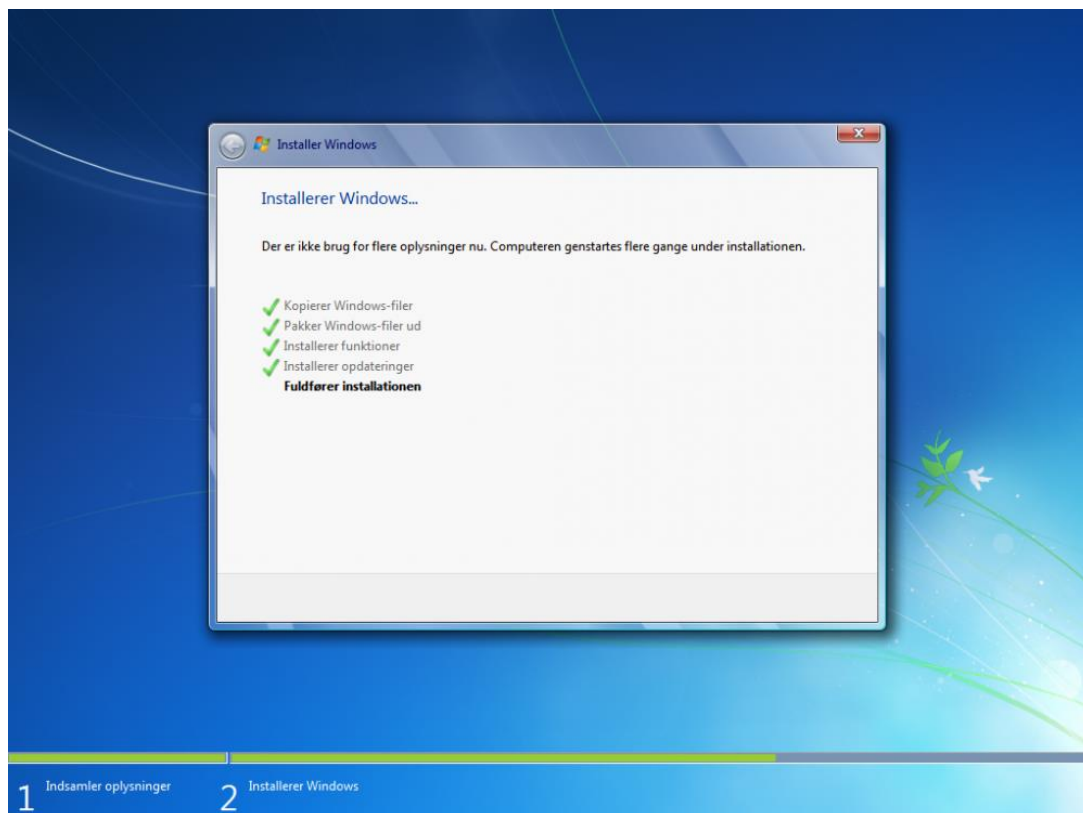 Installer Windows
Installerer Windows...
Der er ikke brug for flere oplysninger nu. Computeren genstartes flere gange under installationen.
Kopierer Windows-filer
Pakker Windows-filer ud
Installerer funktioner
Installerer opdateringer
Fuldfører installationen
1 Indsamler oplysninger
2 Installerer Windows